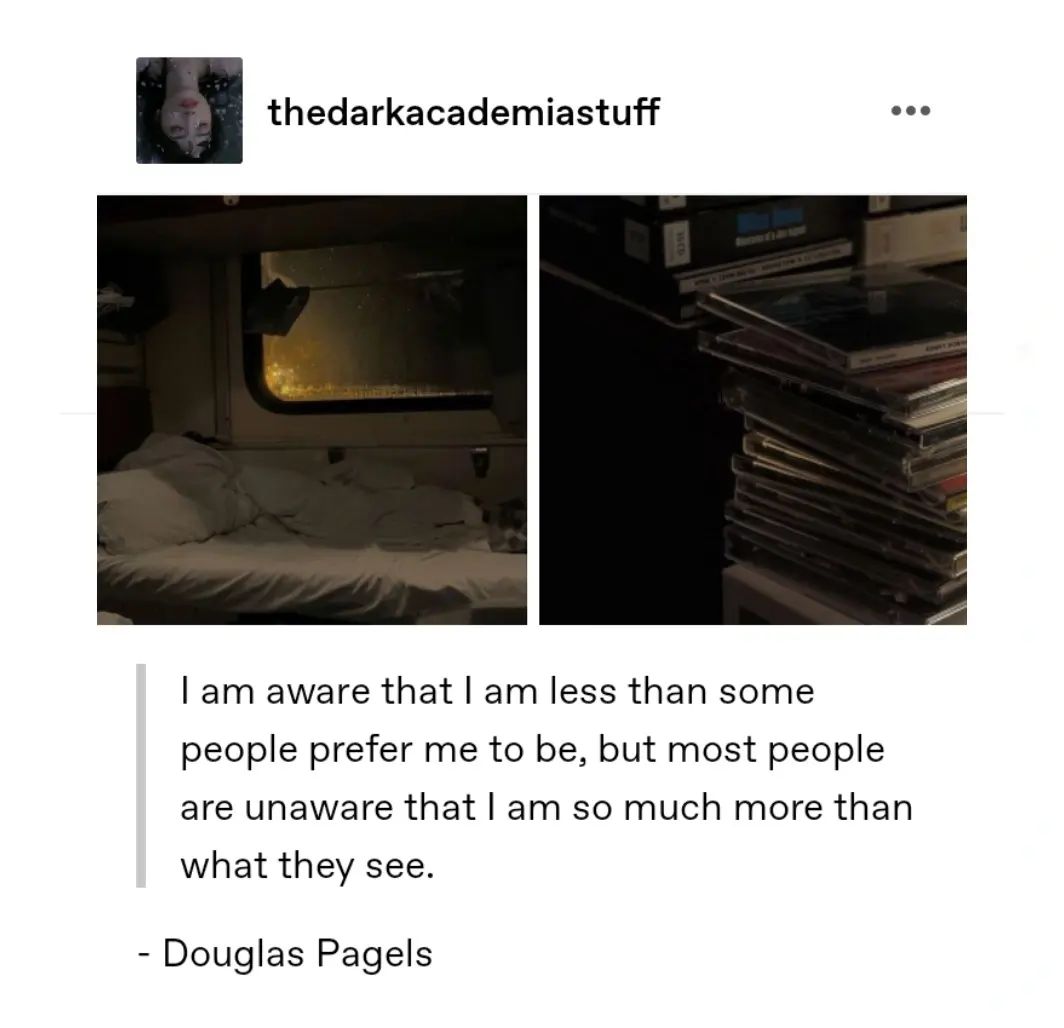 thedarkacademiastuff
I am aware that I am less than some
people prefer me to be, but most people
are unaware that I am so much more than
what they see.
- Douglas Pagels